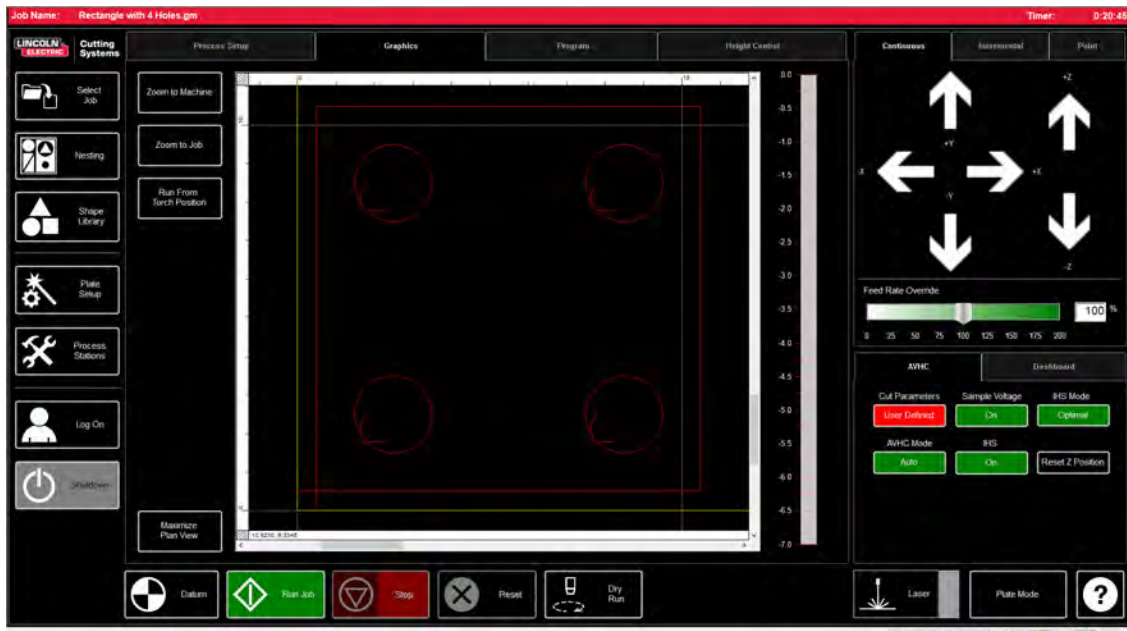 Job Name: Rectangle with 4 Holes.gm
Timer: 0:20:45
LINCOLN ELECTRIC
Cutting Systems
Process Setup
Graphics
Program
Height Control
Continuous
Incremental
Point
Select Job
Nesting
Shape Library
Plate Setup
Process Stations
Log On
Shutdown
Zoom to Machine
Zoom to Job
Run From Torch Position
Maximize Plan View
0
10
0.0
-0.5
-1.0
-1.5
-2.0
-2.5
-3.0
-3.5
-4.0
-4.5
-5.0
-5.5
-6.0
-6.5
-7.0
+Y
-X
+X
-Y
+Z
-Z
Feed Rate Override
100 %
0 25 50 75 100 125 150 175 200
AVHC
Dashboard
Cut Parameters
User Defined
Sample Voltage
On
IHS Mode
Optimal
AVHC Mode
Auto
IHS
On
Reset Z Position
Datum
Run Job
Stop
Reset
Dry Run
Laser
Plate Mode
?